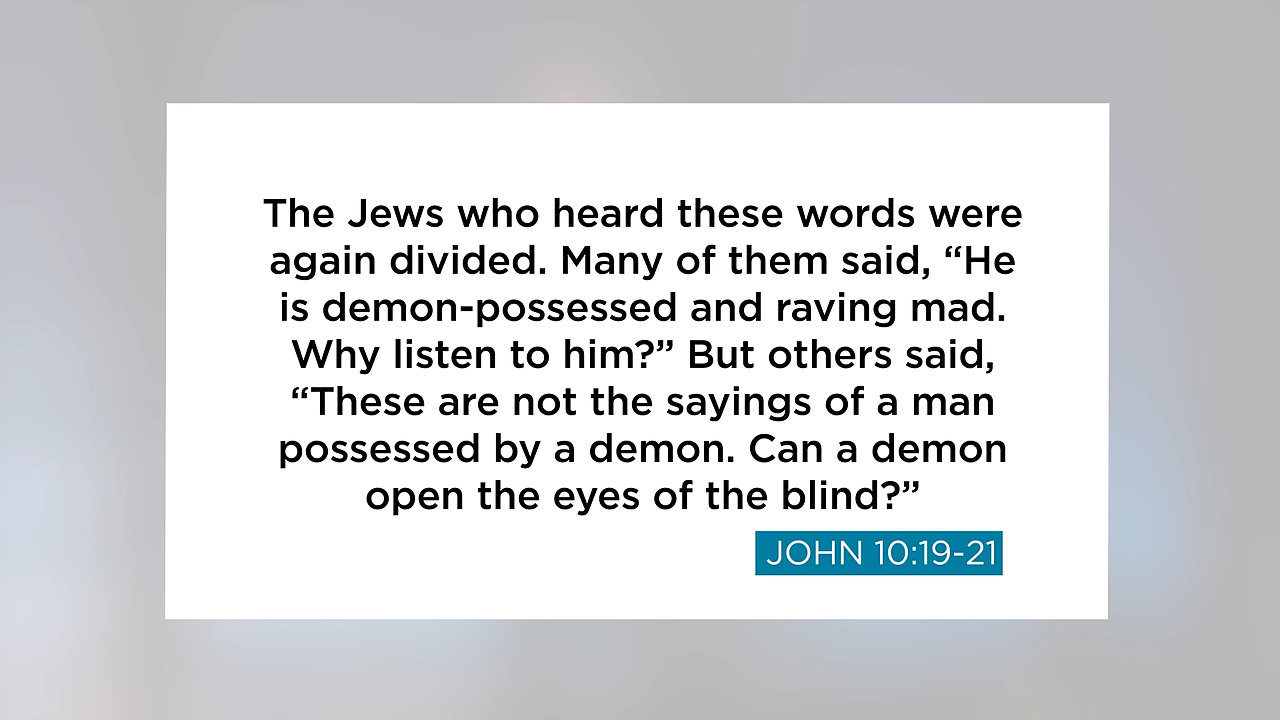 The Jews who heard these words were
again divided. Many of them said, “He
is demon-possessed and raving mad.
Why listen to him?” But others said,
“These are not the sayings of a man
possessed by a demon. Can a demon
open the eyes of the blind?”
JOHN 10:19-21